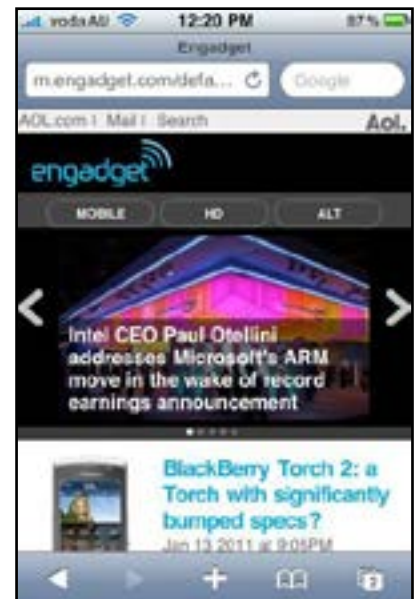 voda AU 12:20 PM 87%
Engadget
m.engadget.com/defa... Google
AOL.com | Mail | Search Aol.
engadget
MOBILE HD ALT
Intel CEO Paul Otellini
addresses Microsoft's ARM
move in the wake of record
earnings announcement
BlackBerry Torch 2: a
Torch with significantly
bumped specs?
Jan 13 2011 at 9:05PM
2